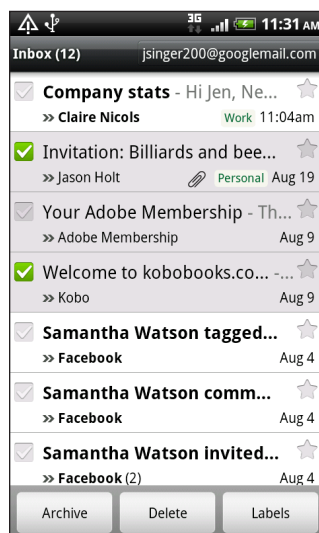 3G 11:31 AM
Inbox (12) jsinger200@googlemail.com
Company stats - Hi Jen, Ne...
» Claire Nicols Work 11:04am
Invitation: Billiards and bee...
» Jason Holt Personal Aug 19
Your Adobe Membership - Th...
» Adobe Membership Aug 9
Welcome to kobobooks.co... -...
» Kobo Aug 9
Samantha Watson tagged...
» Facebook Aug 4
Samantha Watson comm...
» Facebook Aug 4
Samantha Watson invited...
» Facebook (2) Aug 4
Archive Delete Labels